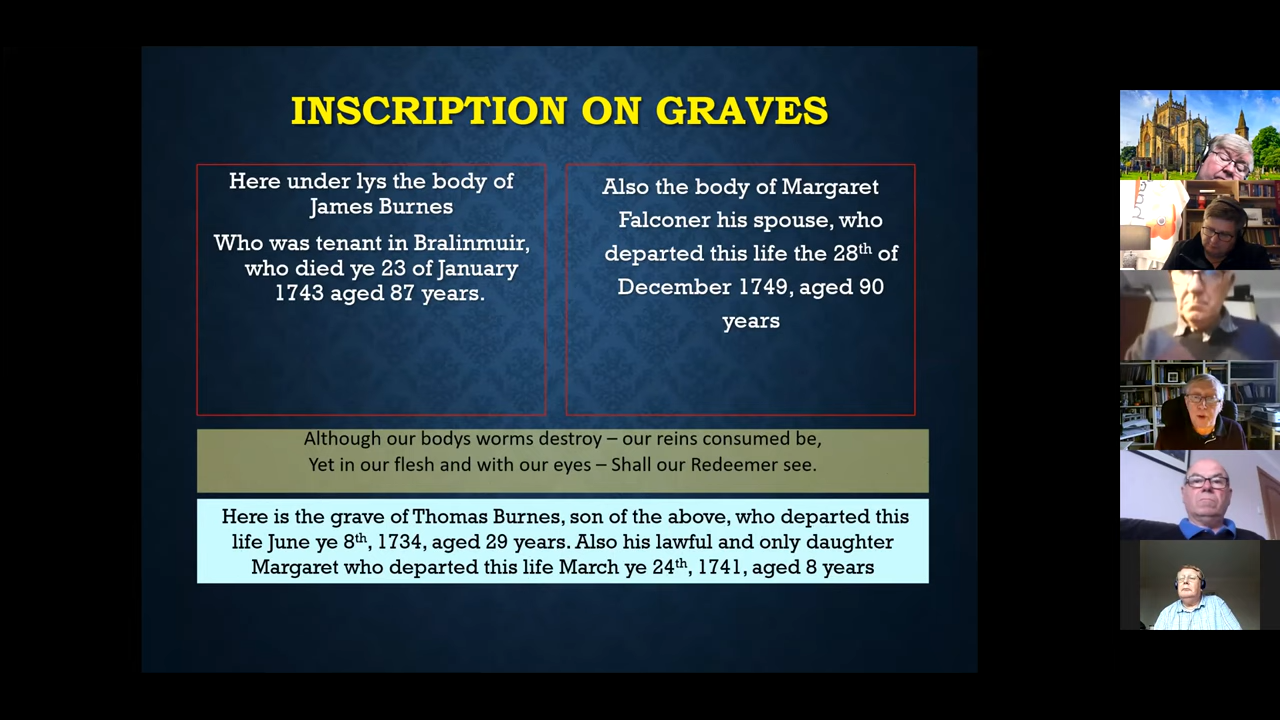 INSCRIPTION ON GRAVES
Here under lys the body of
James Burnes
Who was tenant in Bralinmuir,
who died ye 23 of January
1743 aged 87 years.
Also the body of Margaret
Falconer his spouse, who
departed this life the 28th of
December 1749, aged 90
years
Although our bodys worms destroy – our reins consumed be,
Yet in our flesh and with our eyes – Shall our Redeemer see.
Here is the grave of Thomas Burnes, son of the above, who departed this
life June ye 8th, 1734, aged 29 years. Also his lawful and only daughter
Margaret who departed this life March ye 24th, 1741, aged 8 years